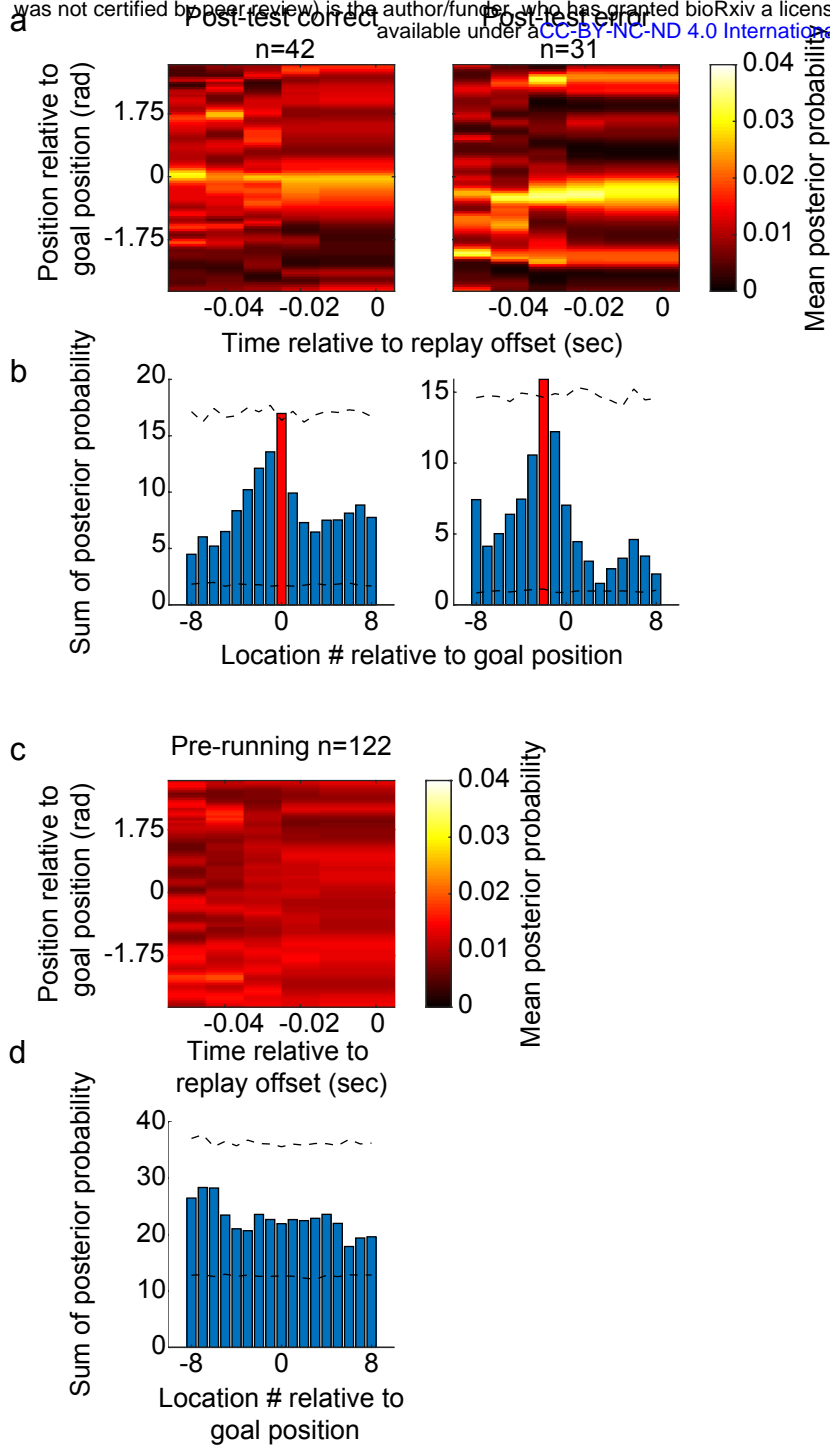 was not certified by peer review) is the author/funder, who has granted bioRxiv a licens
available under aCC-BY-NC-ND 4.0 Internationa
a
Post-test correct
n=42
Post-test error
n=31
Position relative to
goal position (rad)
1.75
0
-1.75
-0.04 -0.02 0
-0.04 -0.02 0
Time relative to replay offset (sec)
0.04
0.03
0.02
0.01
0
Mean posterior probability
b
Sum of posterior probability
20
15
10
5
0
-8 0 8
15
10
5
0
-8 0 8
Location # relative to goal position
c
Pre-running n=122
Position relative to
goal position (rad)
1.75
0
-1.75
-0.04 -0.02 0
Time relative to
replay offset (sec)
0.04
0.03
0.02
0.01
0
Mean posterior probability
d
Sum of posterior probability
40
30
20
10
0
-8 0 8
Location # relative to
goal position